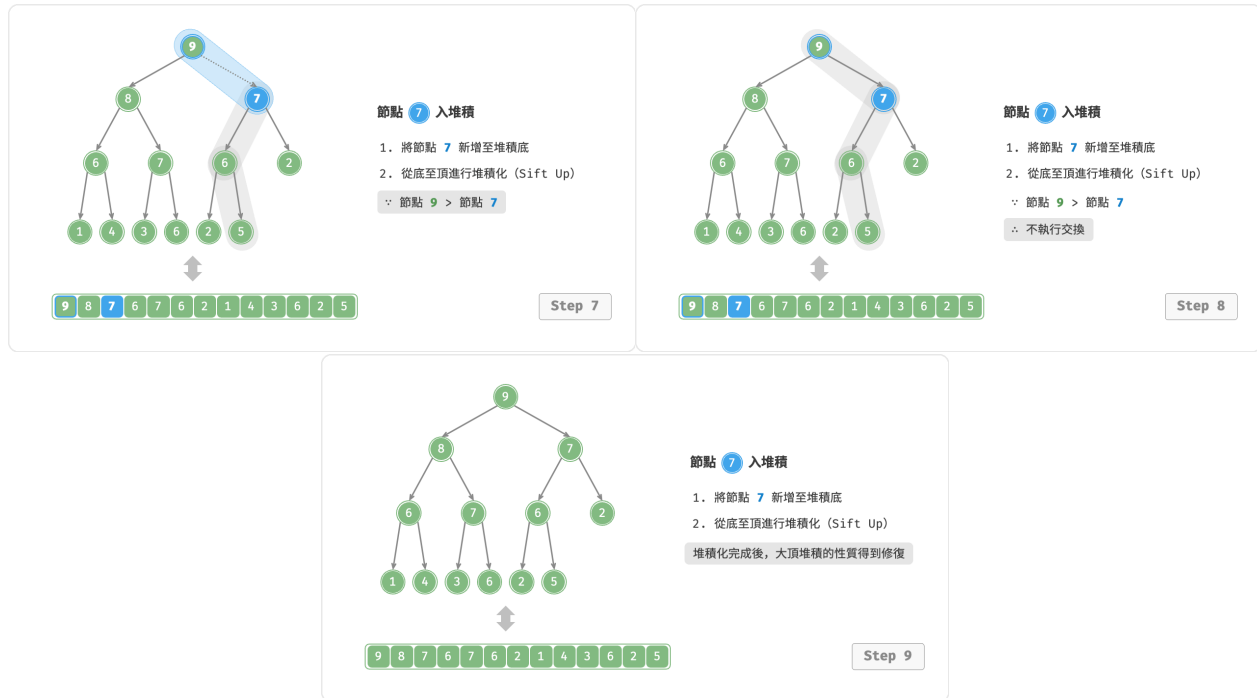 9
8
7
6
7
6
2
1
4
3
6
2
5
節點 7 入堆積
1. 將節點 7 新增至堆積底
2. 從底至頂進行堆積化（Sift Up）
∵ 節點 9 > 節點 7
9 8 7 6 7 6 2 1 4 3 6 2 5
Step 7
9
8
7
6
7
6
2
1
4
3
6
2
5
節點 7 入堆積
1. 將節點 7 新增至堆積底
2. 從底至頂進行堆積化（Sift Up）
∵ 節點 9 > 節點 7
∴ 不執行交換
9 8 7 6 7 6 2 1 4 3 6 2 5
Step 8
9
8
7
6
7
6
2
1
4
3
6
2
5
節點 7 入堆積
1. 將節點 7 新增至堆積底
2. 從底至頂進行堆積化（Sift Up）
堆積化完成後，大頂堆積的性質得到修復
9 8 7 6 7 6 2 1 4 3 6 2 5
Step 9